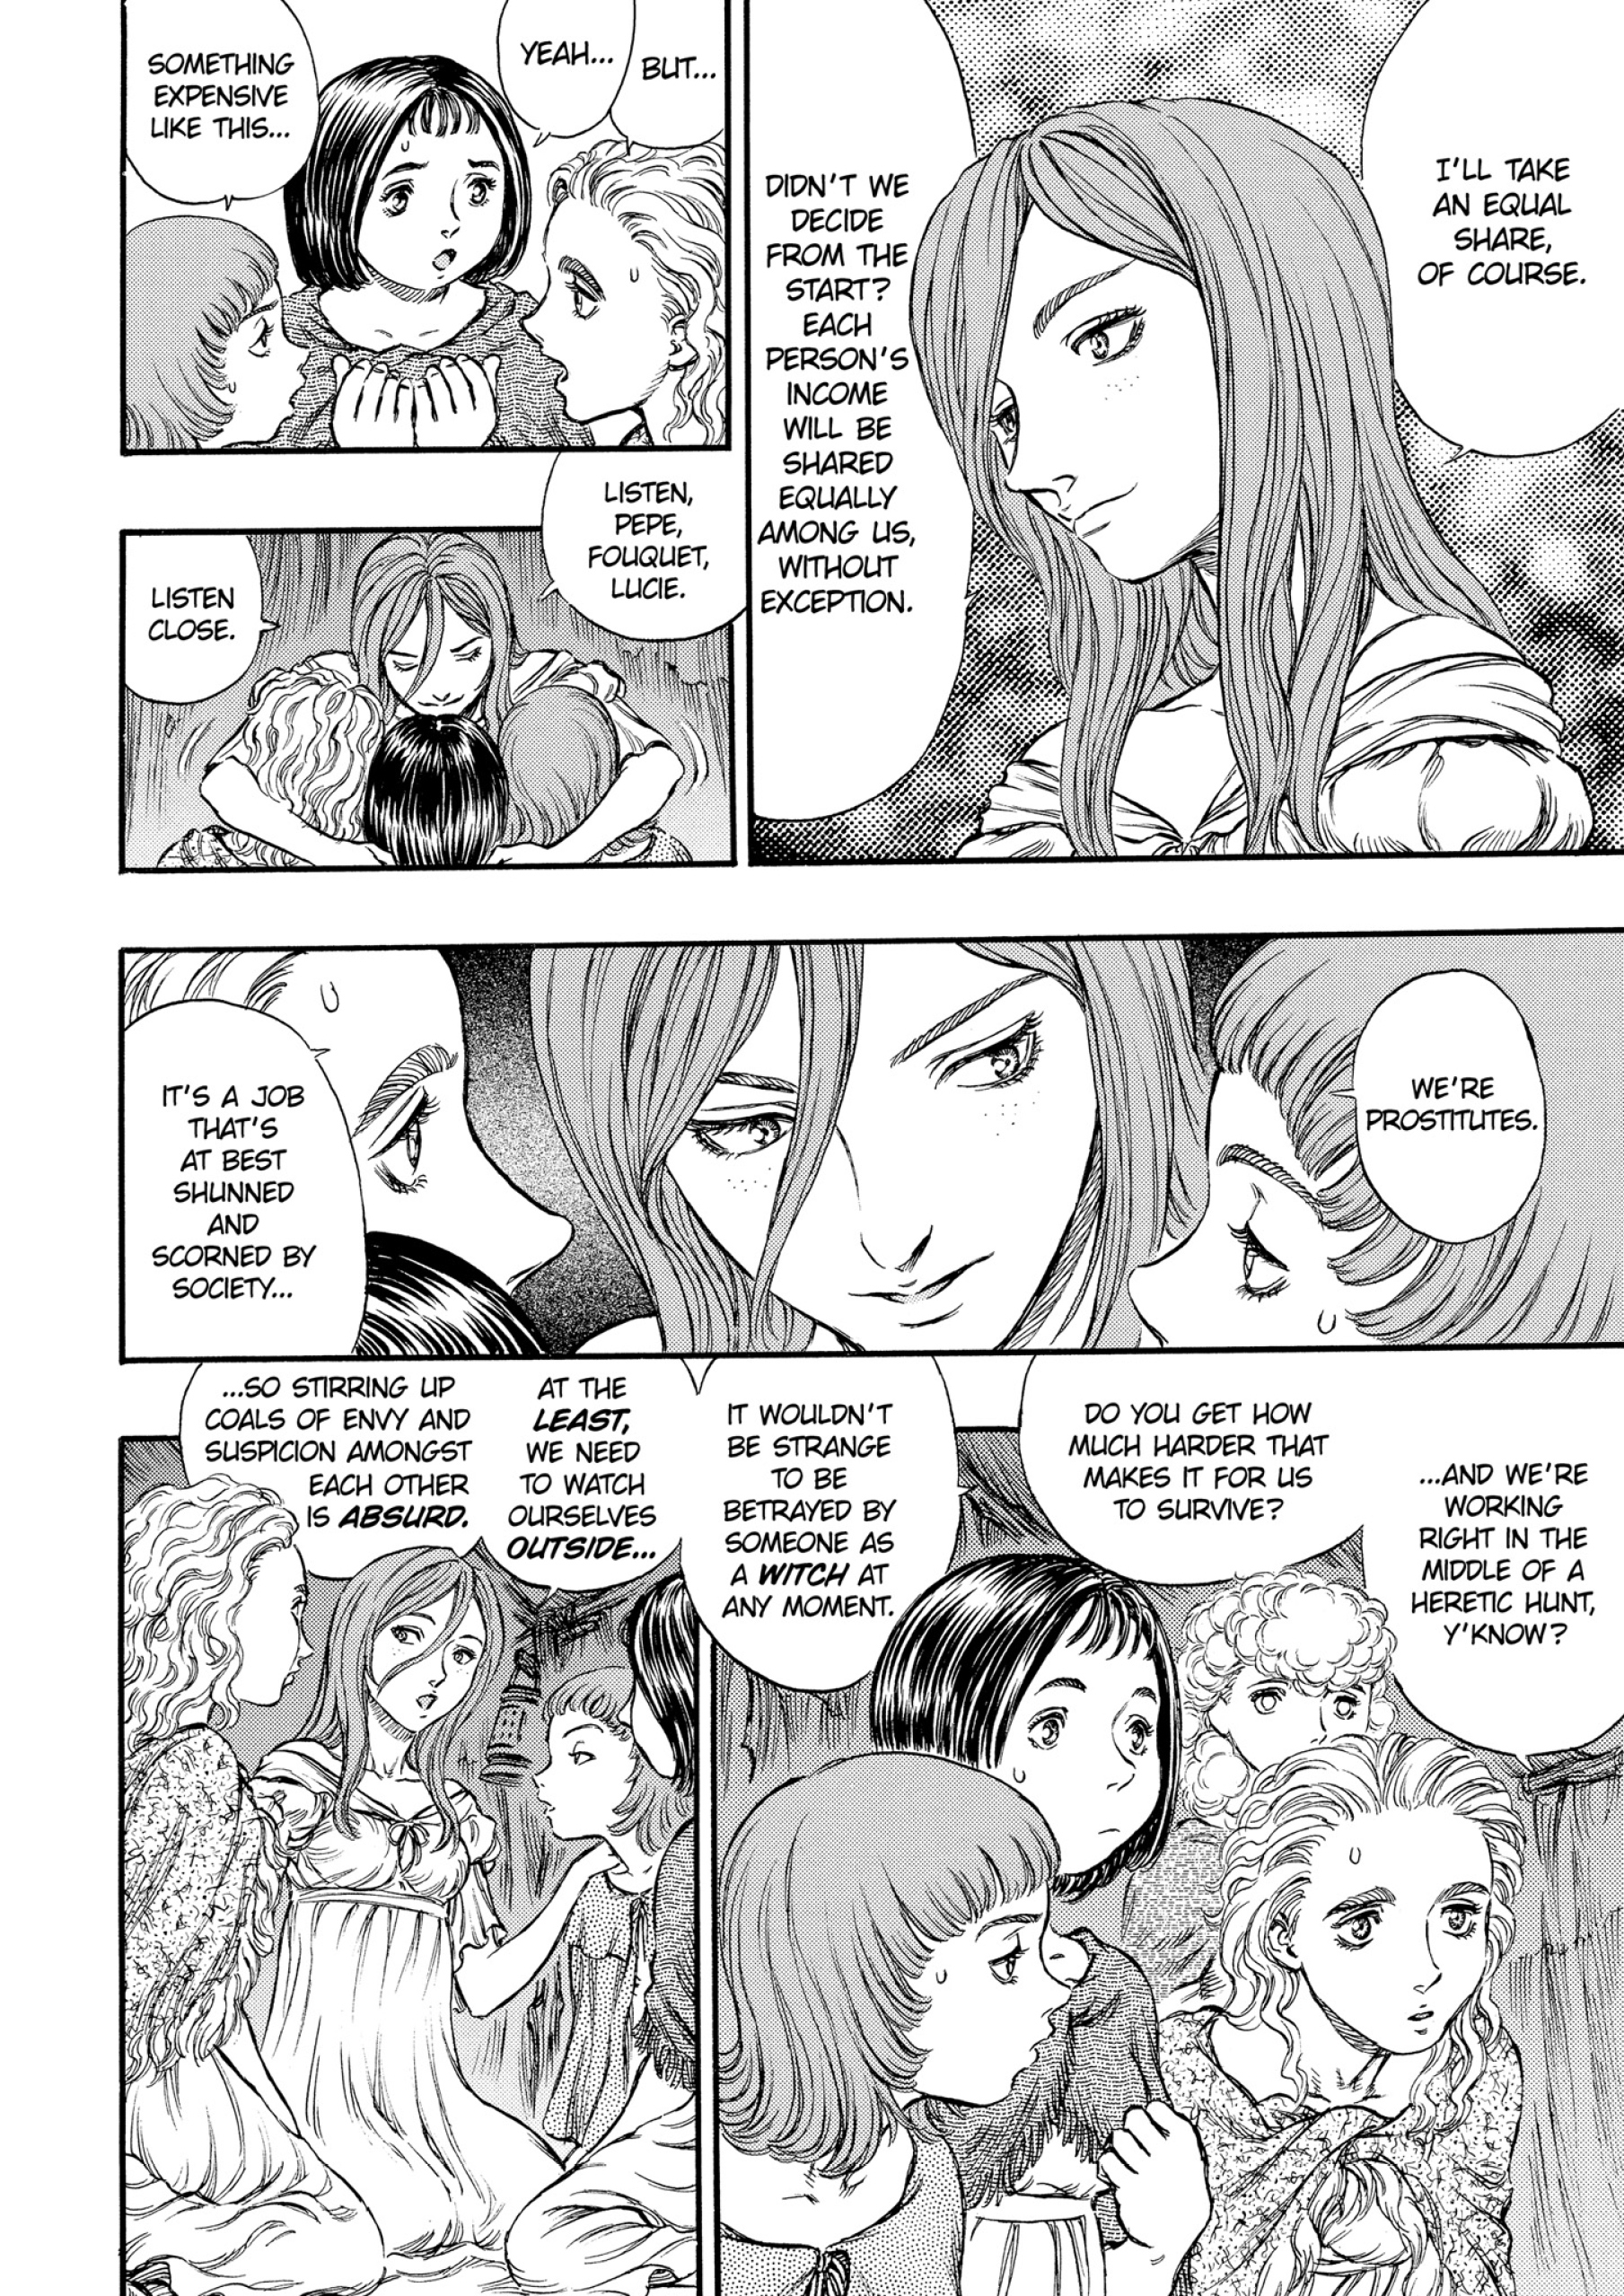 I'LL TAKE
AN EQUAL
SHARE,
OF COURSE.
DIDN'T WE
DECIDE
FROM THE
START?
EACH
PERSON'S
INCOME
WILL BE
SHARED
EQUALLY
AMONG US,
WITHOUT
EXCEPTION.
BUT...
YEAH...
SOMETHING
EXPENSIVE
LIKE THIS...
LISTEN,
PEPE,
FOUQUET,
LUCIE.
LISTEN
CLOSE.
WE'RE
PROSTITUTES.
IT'S A JOB
THAT'S
AT BEST
SHUNNED
AND
SCORNED BY
SOCIETY...
...AND WE'RE
WORKING
RIGHT IN THE
MIDDLE OF A
HERETIC HUNT,
Y'KNOW?
DO YOU GET HOW
MUCH HARDER THAT
MAKES IT FOR US
TO SURVIVE?
IT WOULDN'T
BE STRANGE
TO BE
BETRAYED BY
SOMEONE AS
A WITCH AT
ANY MOMENT.
AT THE
LEAST,
WE NEED
TO WATCH
OURSELVES
OUTSIDE...
...SO STIRRING UP
COALS OF ENVY AND
SUSPICION AMONGST
EACH OTHER
IS ABSURD.